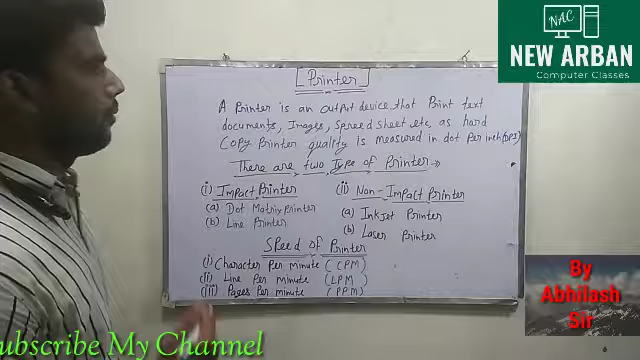 NAC
NEW ARBAN
Computer Classes
[Printer]
A Printer is an output device that Print text
documents, Images, Spreed sheet etc. as hard
Copy Printer quality is measured in dot Per inch (DPI)
There are two Type of Printer
(i) Impact Printer
(a) Dot Matrix printer
(b) Line Printer
(ii) Non-Impact Printer
(a) InkJet Printer
(b) Laser Printer
Speed of Printer
(i) Character Per minute (CPM)
(ii) Line Per minute (LPM)
(iii) Pages Per minute (PPM)
By
Abhilash
Sir
ubscribe My Channel